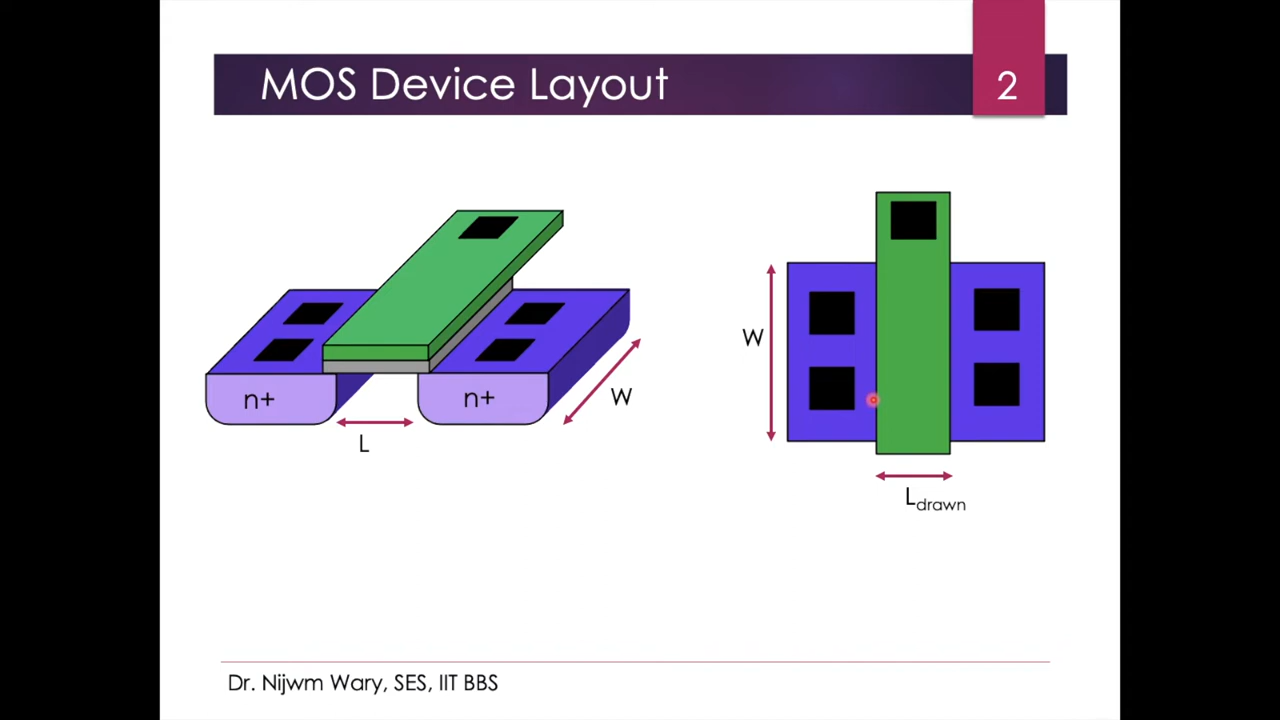 MOS Device Layout
2
n+
n+
L
W
W
Ldrawn
Dr. Nijwm Wary, SES, IIT BBS